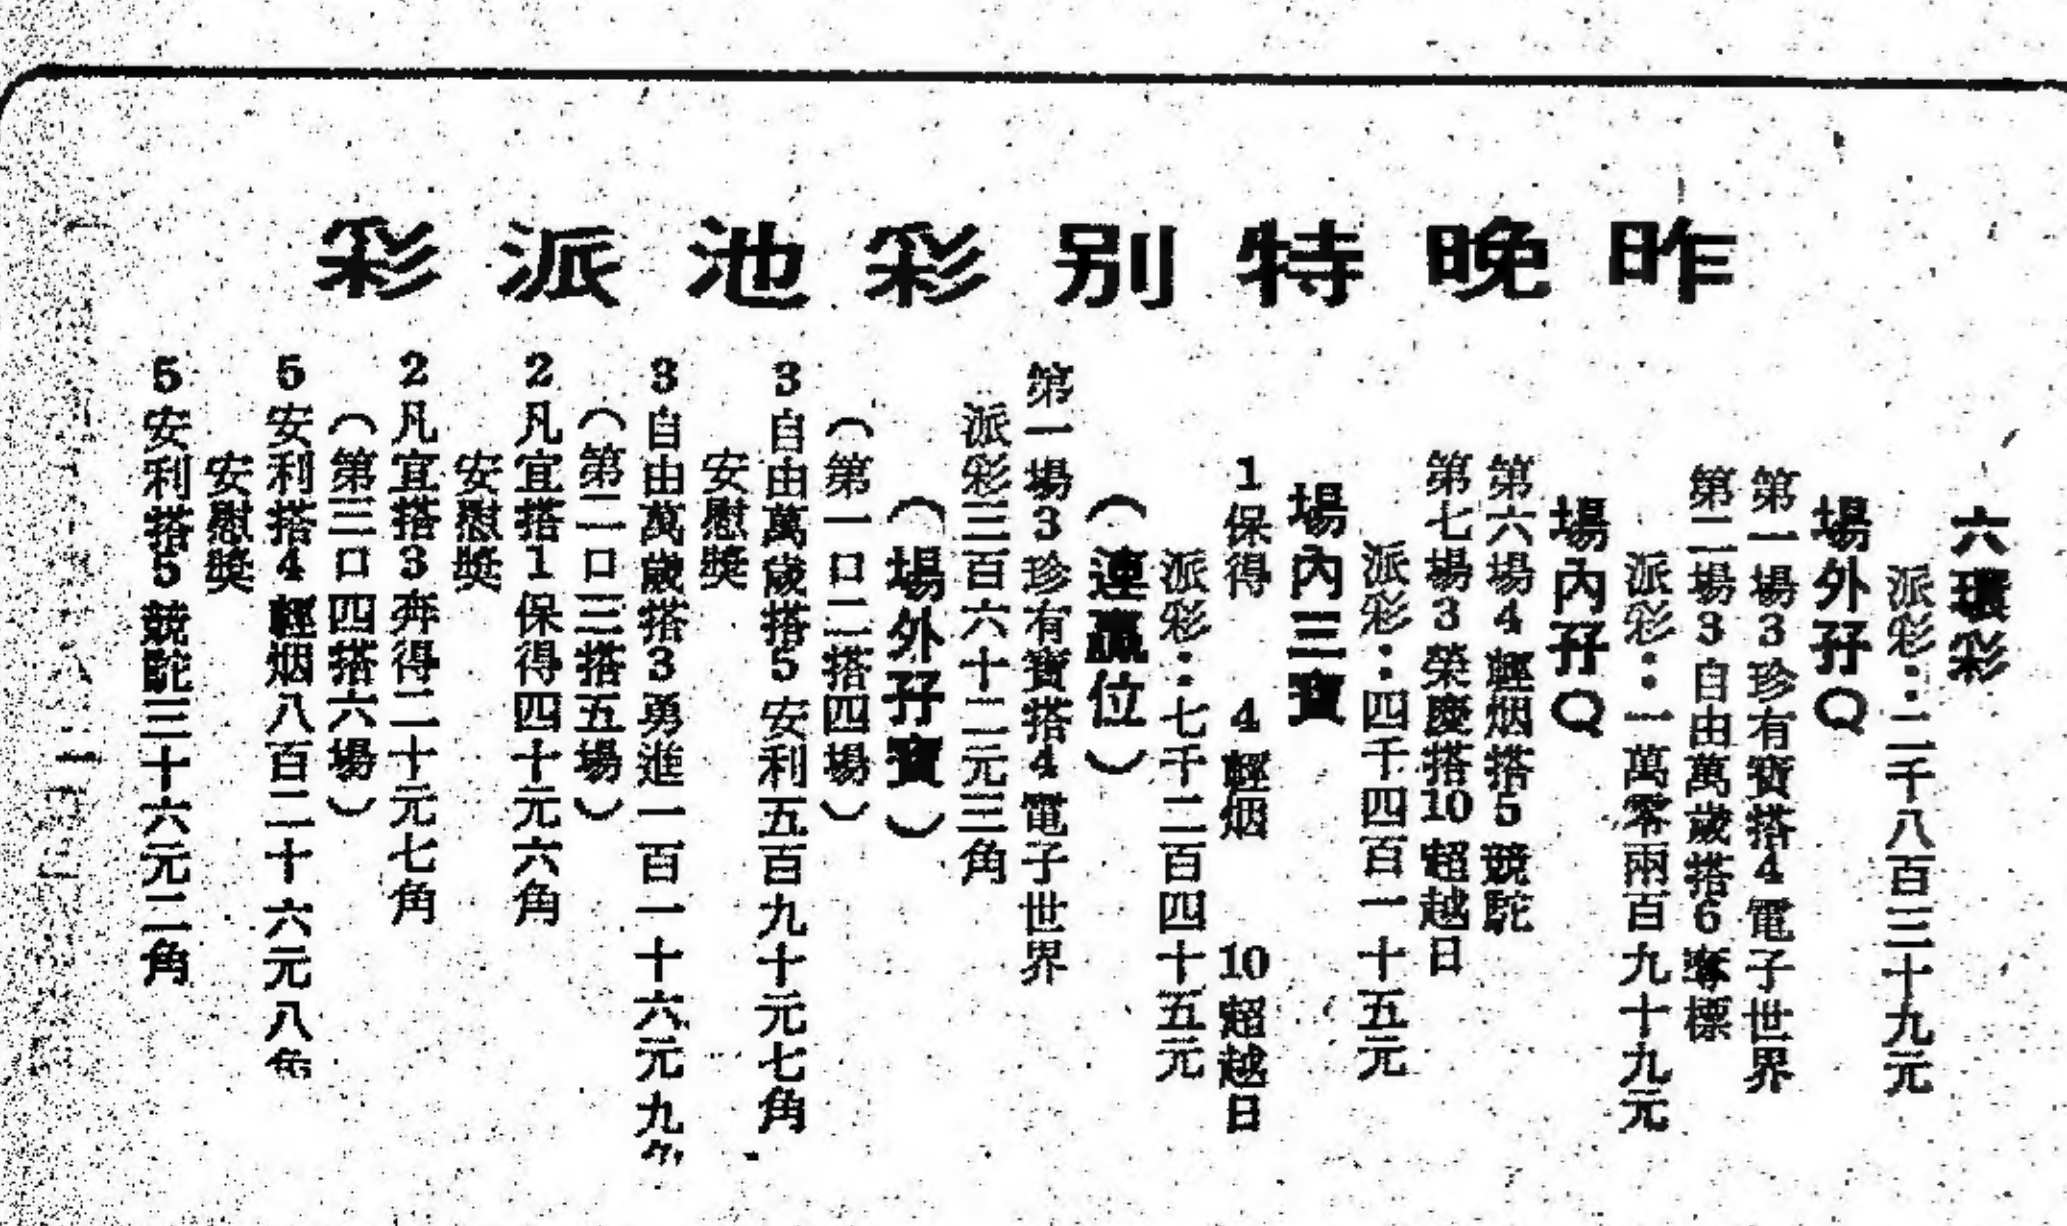 昨晚特別彩池派彩
六環彩
派彩：二千八百三十九元
場外孖Q
第一場3珍有寶搭4電子世界
第二場3自由萬歲搭6奪標
派彩：一萬零兩百九十九元
場內孖Q
第六場4輕烟搭5競駝
第七場3榮慶搭10超越日
派彩：四千四百一十五元
場內三寶
1保得 4輕烟 10超越日
派彩：七千二百四十五元
（連贏位）
第一場3珍有寶搭4電子世界
派彩三百六十二元三角
（場外孖寶）
（第一口二搭四場）
3自由萬歲搭5安利五百九十元七角
安慰獎
3自由萬歲搭3勇進一百一十六元九角
（第二口三搭五場）
2凡宜搭1保得四十元六角
安慰獎
2凡宜搭3奔得二十元七角
（第三口四搭六場）
5安利搭4輕烟八百二十六元八角
安慰獎
5安利搭5競駝三十六元二角